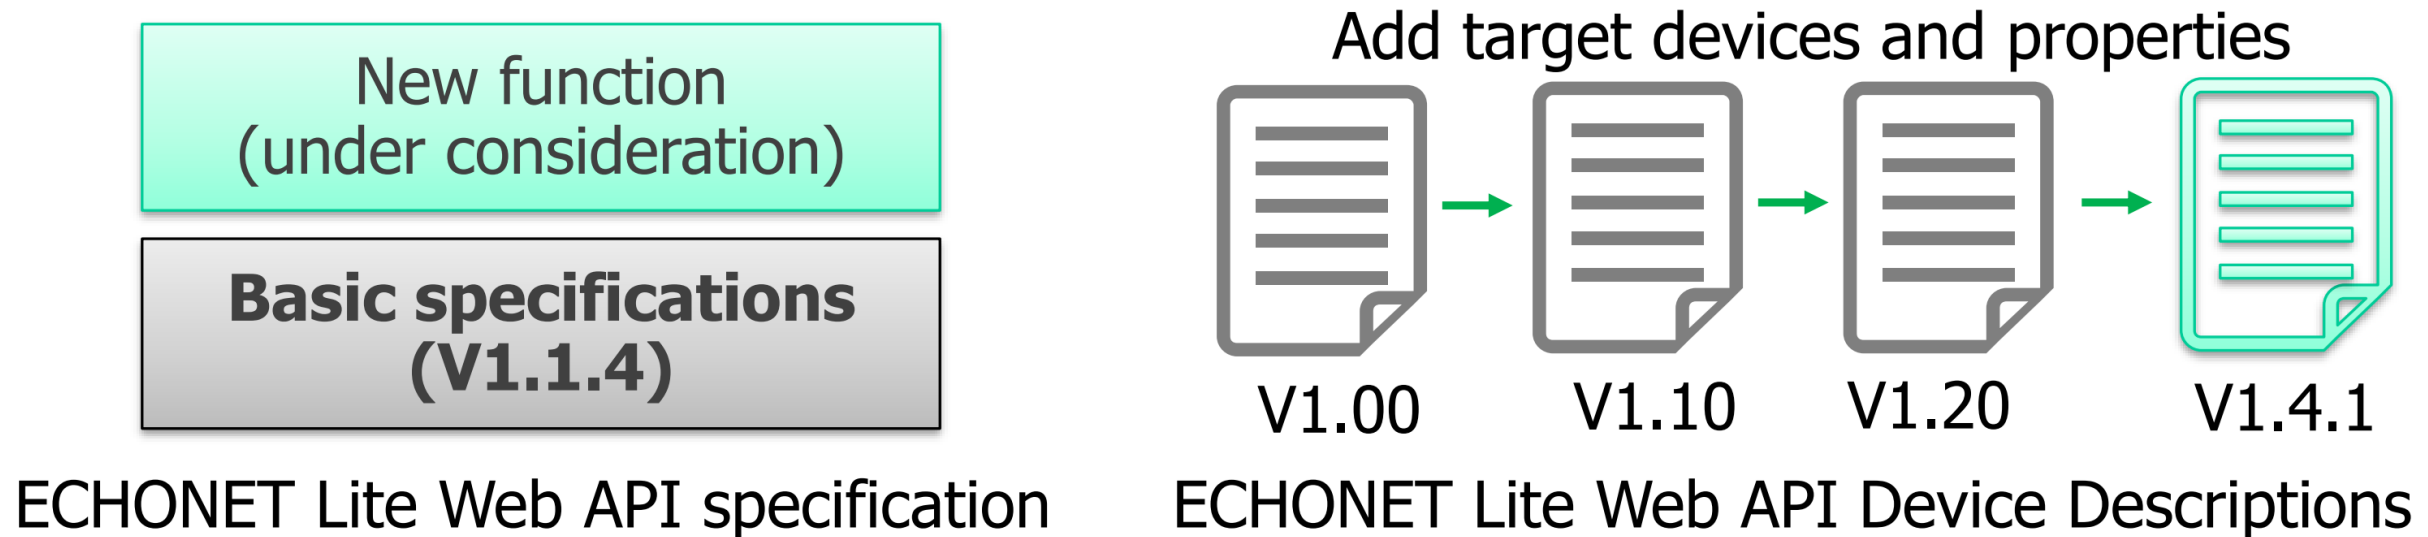 New function
(under consideration)
Basic specifications
(V1.1.4)
ECHONET Lite Web API specification
Add target devices and properties
V1.00
V1.10
V1.20
V1.4.1
ECHONET Lite Web API Device Descriptions